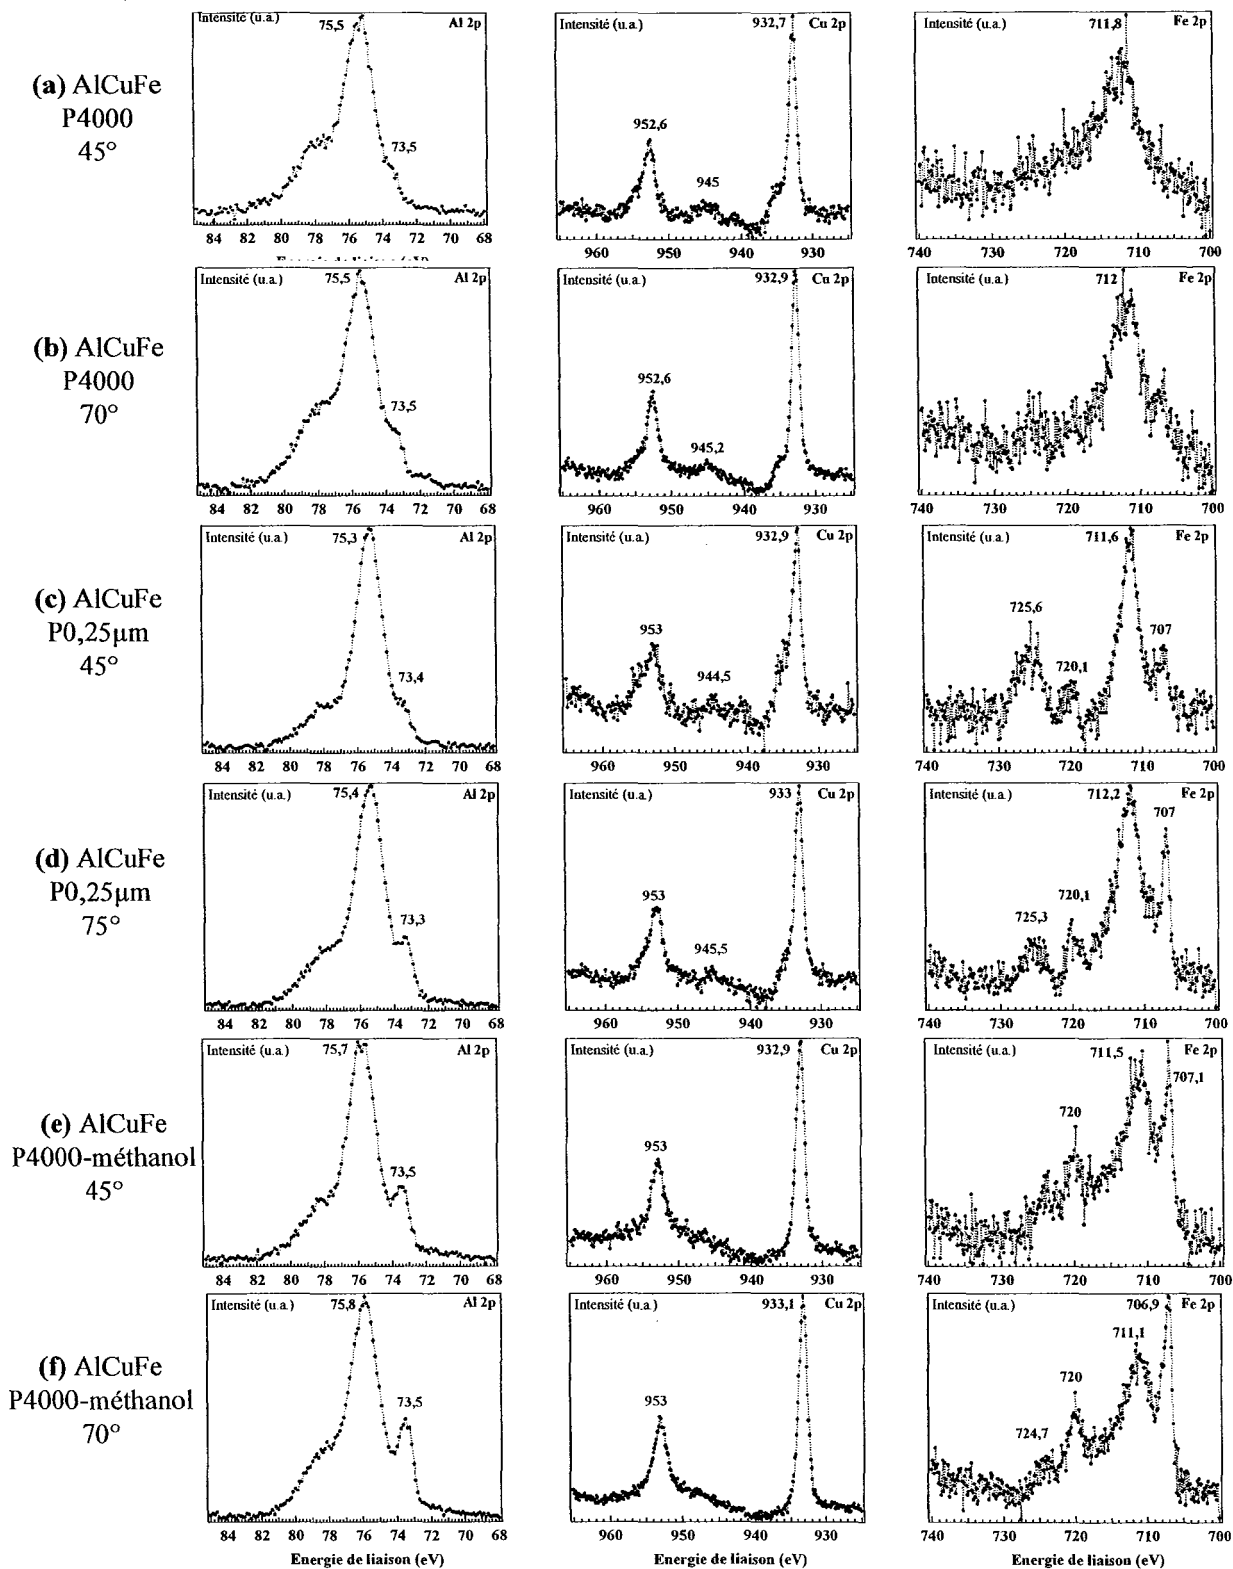 Intensité (u.a.) 75,5 Al 2p
73,5
84 82 80 78 76 74 72 70 68
Energie de liaison (eV)
Intensité (u.a.) 932,7 Cu 2p
952,6
945
960 950 940 930
Intensité (u.a.) 711,8 Fe 2p
740 730 720 710 700
(a) AlCuFe
P4000
45°
Intensité (u.a.) 75,5 Al 2p
73,5
84 82 80 78 76 74 72 70 68
Intensité (u.a.) 932,9 Cu 2p
952,6
945,2
960 950 940 930
Intensité (u.a.) 712 Fe 2p
740 730 720 710 700
(b) AlCuFe
P4000
70°
Intensité (u.a.) 75,3 Al 2p
73,4
84 82 80 78 76 74 72 70 68
Intensité (u.a.) 932,9 Cu 2p
953
944,5
960 950 940 930
Intensité (u.a.) 711,6 Fe 2p
725,6
720,1
707
740 730 720 710 700
(c) AlCuFe
P0,25µm
45°
Intensité (u.a.) 75,4 Al 2p
73,3
84 82 80 78 76 74 72 70 68
Intensité (u.a.) 933 Cu 2p
953
945,5
960 950 940 930
Intensité (u.a.) 712,2 Fe 2p
707
720,1
725,3
740 730 720 710 700
(d) AlCuFe
P0,25µm
75°
Intensité (u.a.) 75,7 Al 2p
73,5
84 82 80 78 76 74 72 70 68
Intensité (u.a.) 932,9 Cu 2p
953
960 950 940 930
Intensité (u.a.) 711,5 Fe 2p
707,1
720
740 730 720 710 700
(e) AlCuFe
P4000-méthanol
45°
Intensité (u.a.) 75,8 Al 2p
73,5
84 82 80 78 76 74 72 70 68
Energie de liaison (eV)
Intensité (u.a.) 933,1 Cu 2p
953
960 950 940 930
Energie de liaison (eV)
Intensité (u.a.) 706,9 Fe 2p
711,1
720
724,7
740 730 720 710 700
Energie de liaison (eV)
(f) AlCuFe
P4000-méthanol
70°